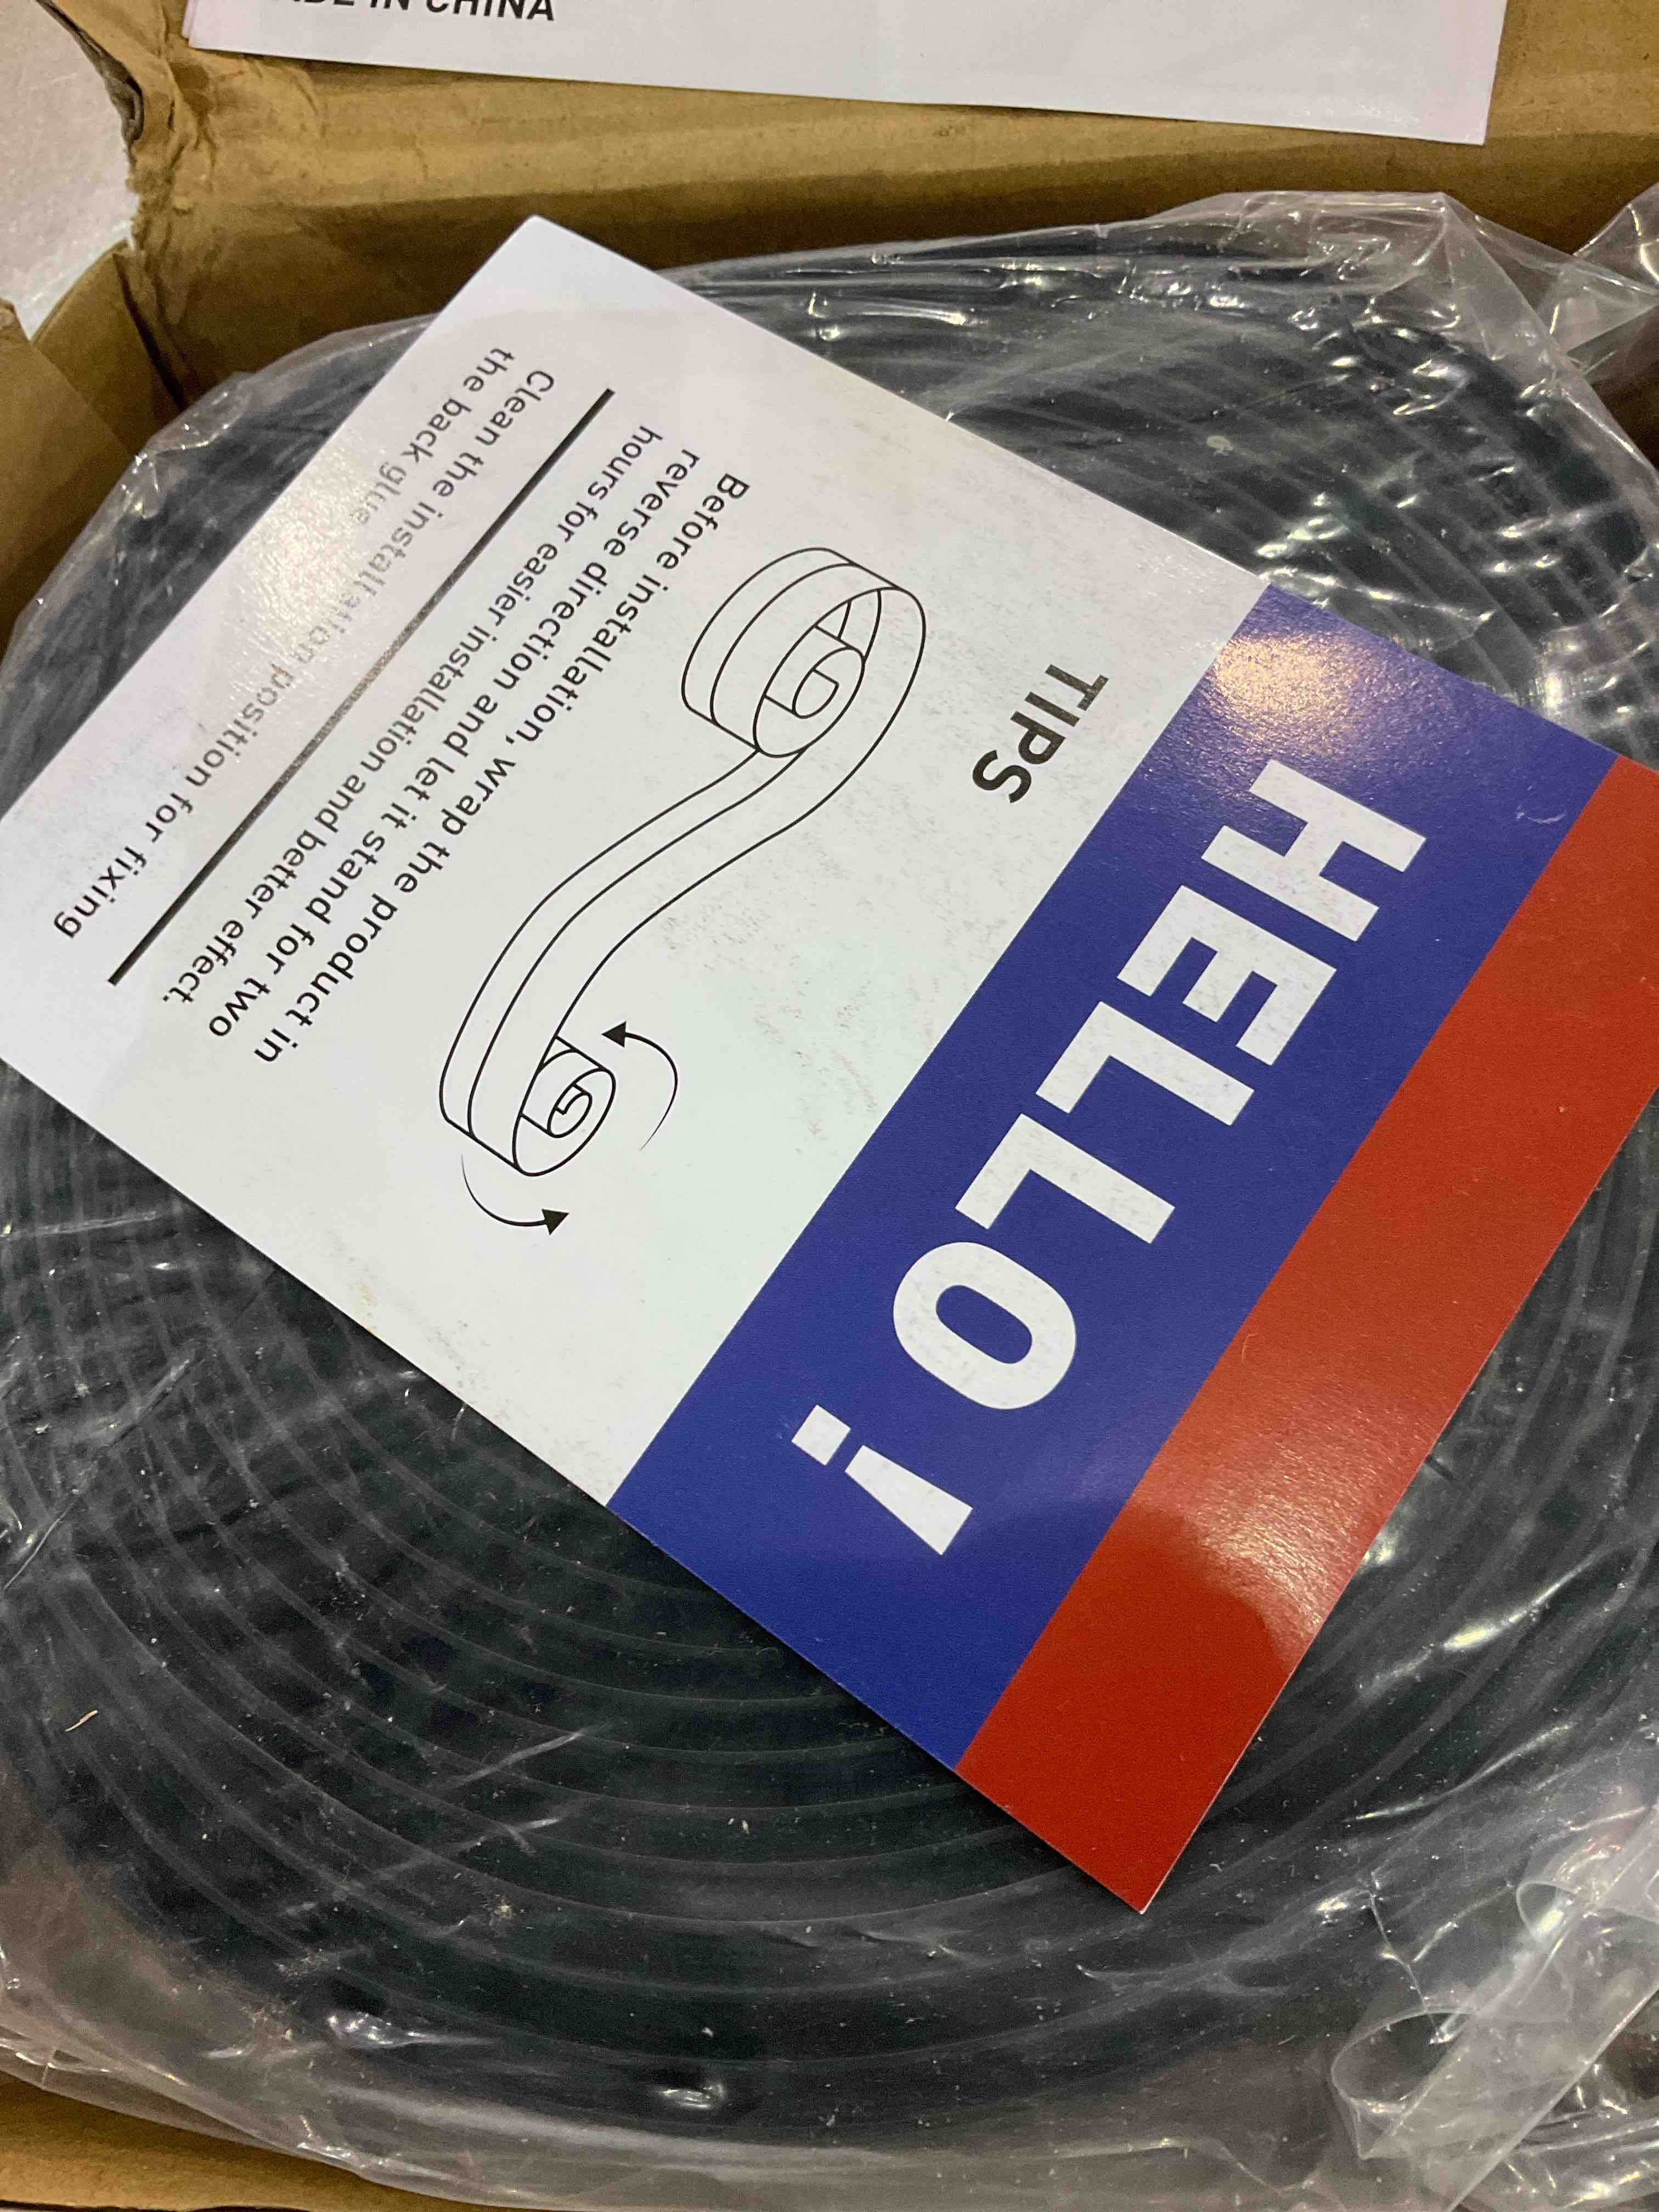 MADE IN CHINA
HELLO!
TIPS
Before installation, wrap the product in
reverse direction and let it stand for two
hours for easier installation and better effect.
Clean the installation position for fixing
the back glue